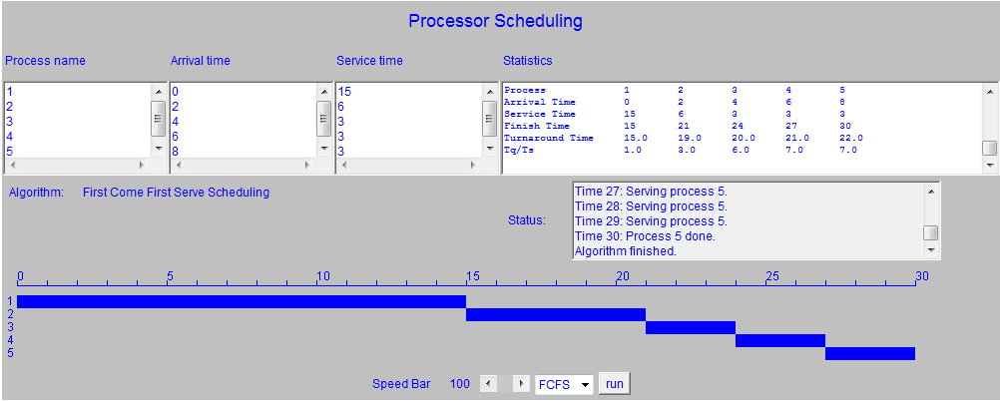 Processor Scheduling
Process name Arrival time Service time Statistics
1
2
3
4
5
0
2
4
6
8
15
6
3
3
3
Process 1 2 3 4 5
Arrival Time 0 2 4 6 8
Service Time 15 6 3 3 3
Finish Time 15 21 24 27 30
Turnaround Time 15.0 19.0 20.0 21.0 22.0
Tq/Ts 1.0 3.0 6.0 7.0 7.0
Algorithm: First Come First Serve Scheduling
Status:
Time 27: Serving process 5.
Time 28: Serving process 5.
Time 29: Serving process 5.
Time 30: Process 5 done.
Algorithm finished.
0 5 10 15 20 25 30
1
2
3
4
5
Speed Bar 100 FCFS run